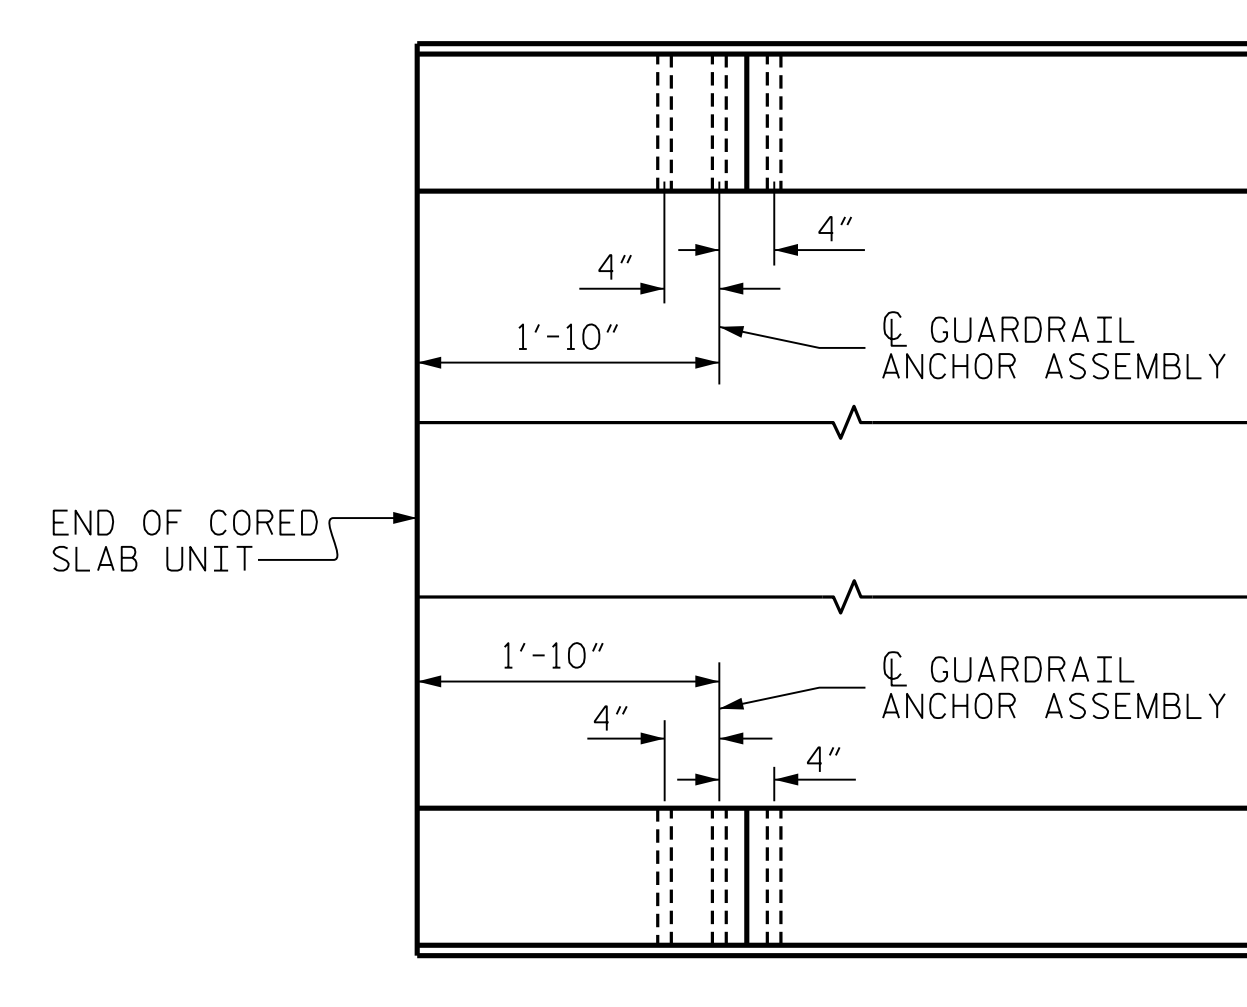 4"
4"
1'-10"
℄ GUARDRAIL
ANCHOR ASSEMBLY
END OF CORED
SLAB UNIT
1'-10"
℄ GUARDRAIL
ANCHOR ASSEMBLY
4"
4"